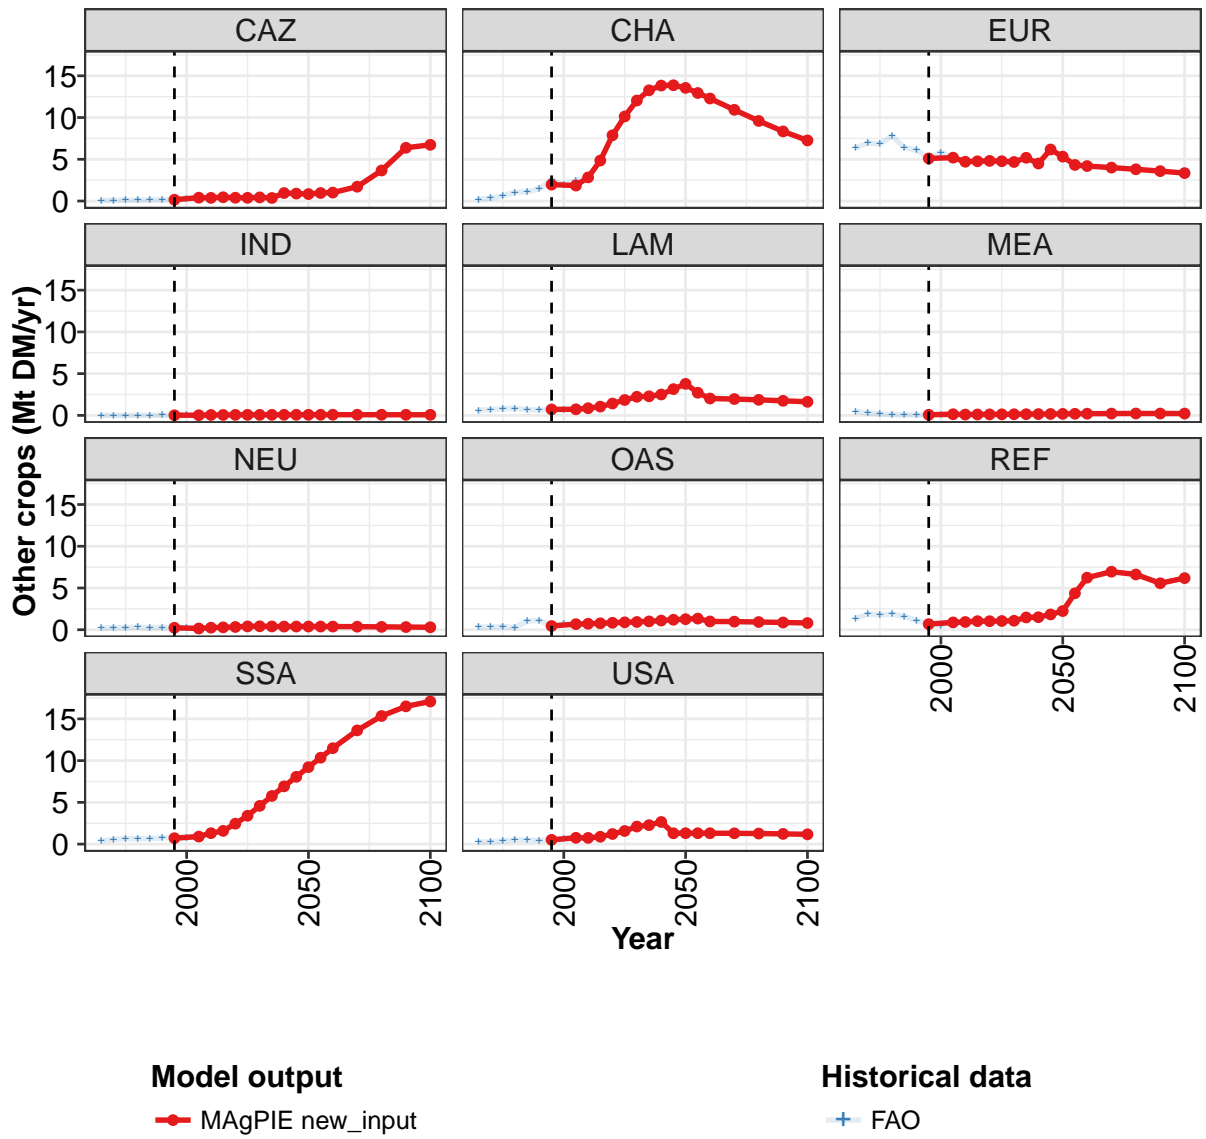 CAZ CHA EUR
15
10
5
0
IND LAM MEA
15
10
5
0
NEU OAS REF
15
10
5
0
2000 2050 2100
SSA USA
15
10
5
0
2000 2050 2100 2000 2050 2100
Other crops (Mt DM/yr)
Year
Model output Historical data
MAgPIE new_input FAO